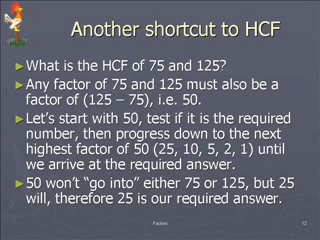 Another shortcut to HCF
► What is the HCF of 75 and 125?
► Any factor of 75 and 125 must also be a
factor of (125 – 75), i.e. 50.
► Let's start with 50, test if it is the required
number, then progress down to the next
highest factor of 50 (25, 10, 5, 2, 1) until
we arrive at the required answer.
► 50 won't “go into” either 75 or 125, but 25
will, therefore 25 is our required answer.
Factors 12